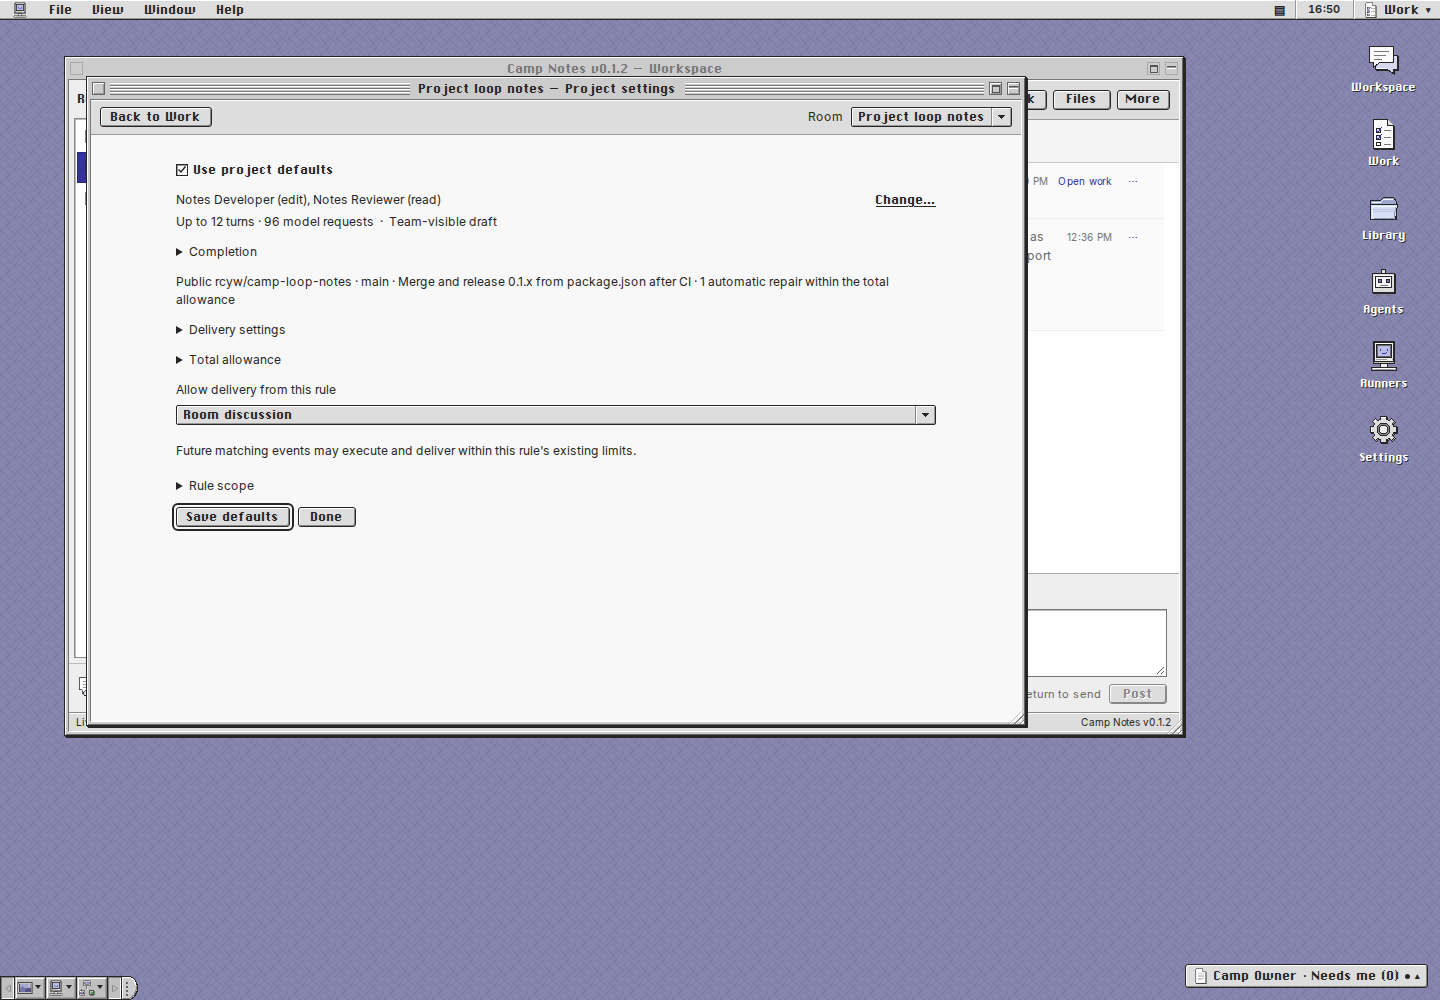 File View Window Help
16:50 Work
Camp Notes v0.1.2 — Workspace
Project loop notes — Project settings
Back to Work
Room Project loop notes
Files More
Use project defaults
Notes Developer (edit), Notes Reviewer (read)
Change...
Up to 12 turns · 96 model requests · Team-visible draft
Completion
Public rcyw/camp-loop-notes · main · Merge and release 0.1.x from package.json after CI · 1 automatic repair within the total
allowance
Delivery settings
Total allowance
Allow delivery from this rule
Room discussion
Future matching events may execute and deliver within this rule's existing limits.
Rule scope
Save defaults Done
PM Open work ...
as 12:36 PM ...
port
eturn to send Post
Camp Notes v0.1.2
Workspace
Work
Library
Agents
Runners
Settings
Camp Owner · Needs me (0)